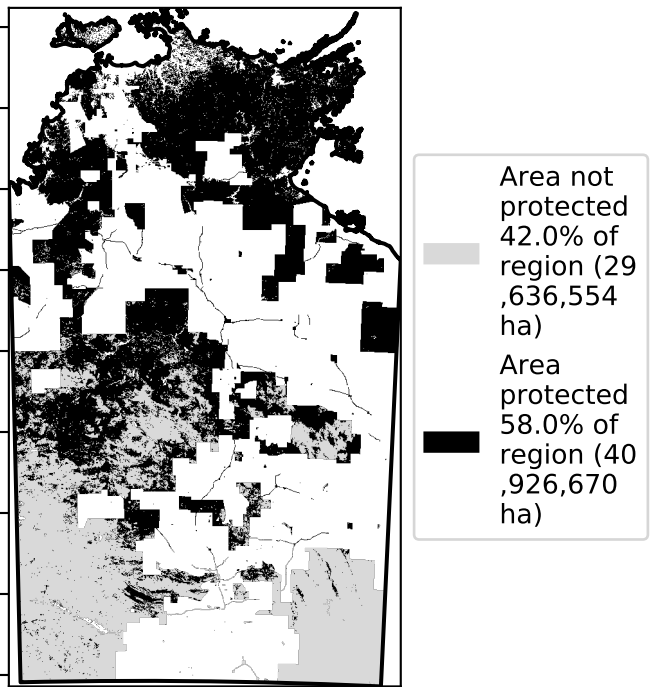 Area not
protected
42.0% of
region (29
,636,554
ha)
Area
protected
58.0% of
region (40
,926,670
ha)